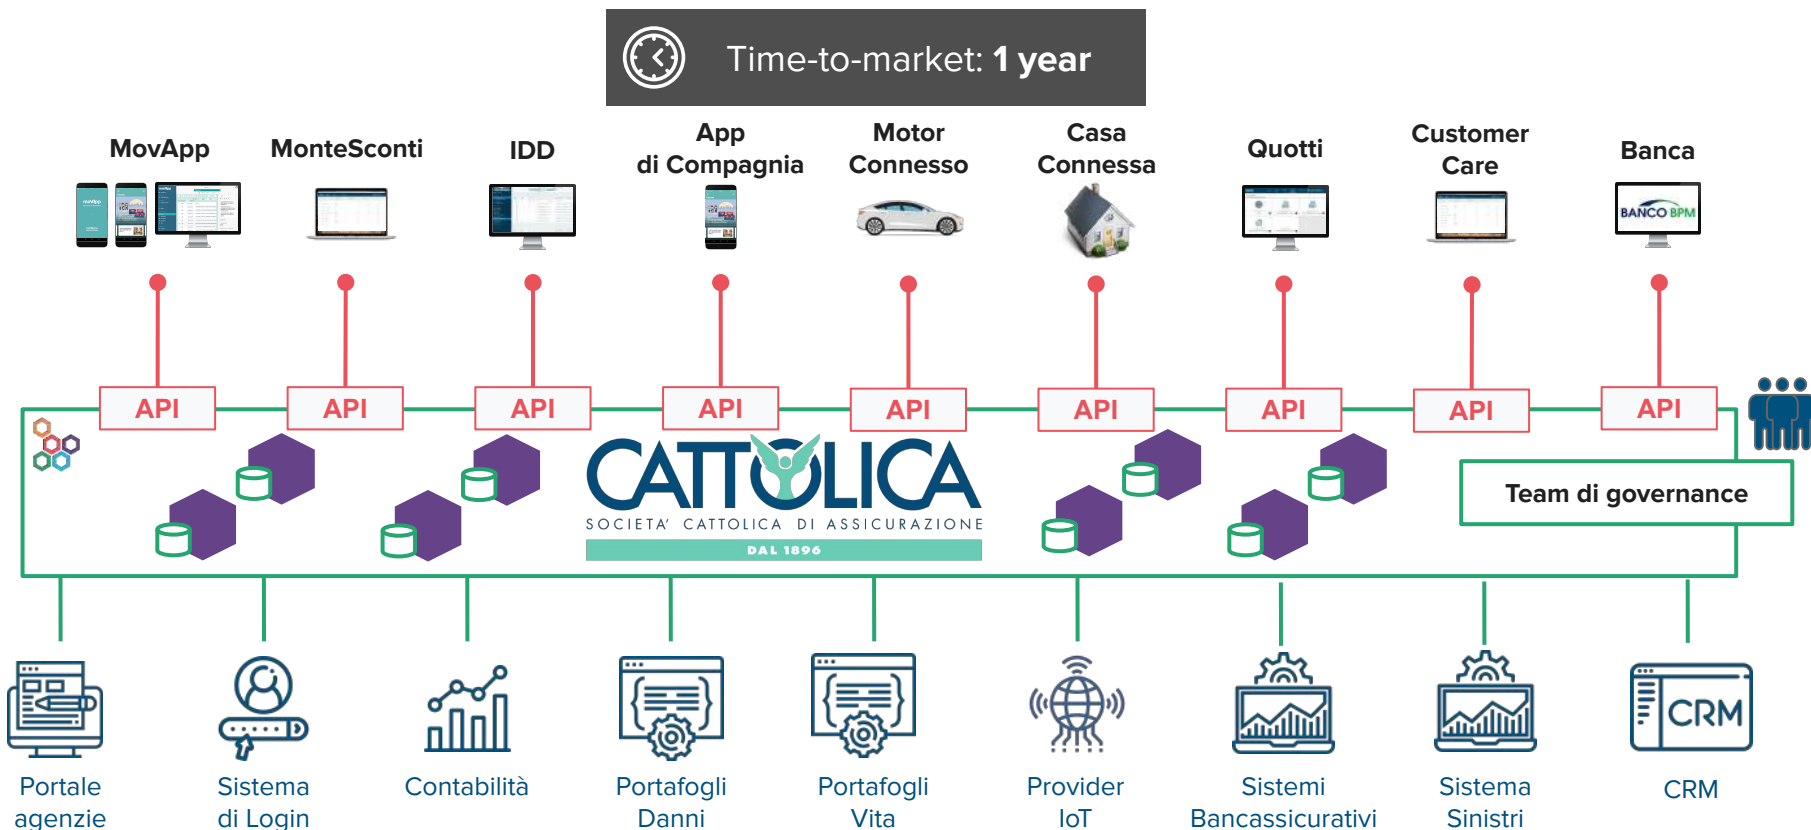 Time-to-market: 1 year
MovApp
MonteSconti
IDD
App
di Compagnia
Motor
Connesso
Casa
Connessa
Quotti
Customer
Care
Banca
movApp
BANCO BPM
API
API
API
API
API
API
API
API
API
CATTOLICA
SOCIETA' CATTOLICA DI ASSICURAZIONE
DAL 1896
Team di governance
CRM
Portale
agenzie
Sistema
di Login
Contabilità
Portafogli
Danni
Portafogli
Vita
Provider
IoT
Sistemi
Bancassicurativi
Sistema
Sinistri
CRM